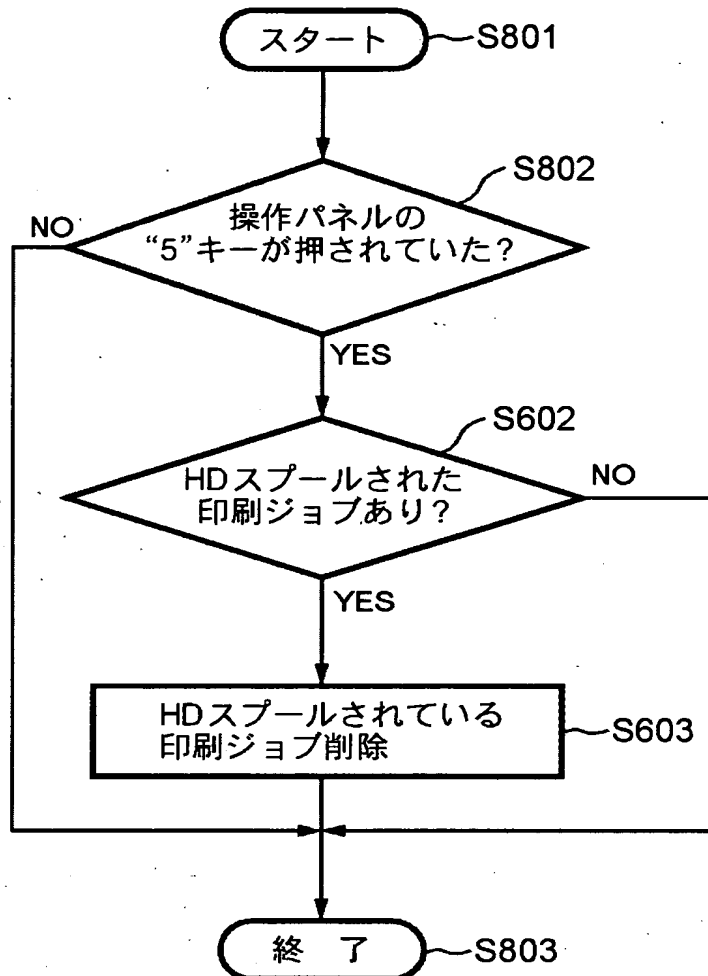 スタート
S801
S802
操作パネルの
“5”キーが押されていた?
NO
YES
S602
HDスプールされた
印刷ジョブあり?
NO
YES
HDスプールされている
印刷ジョブ削除
S603
終 了
S803